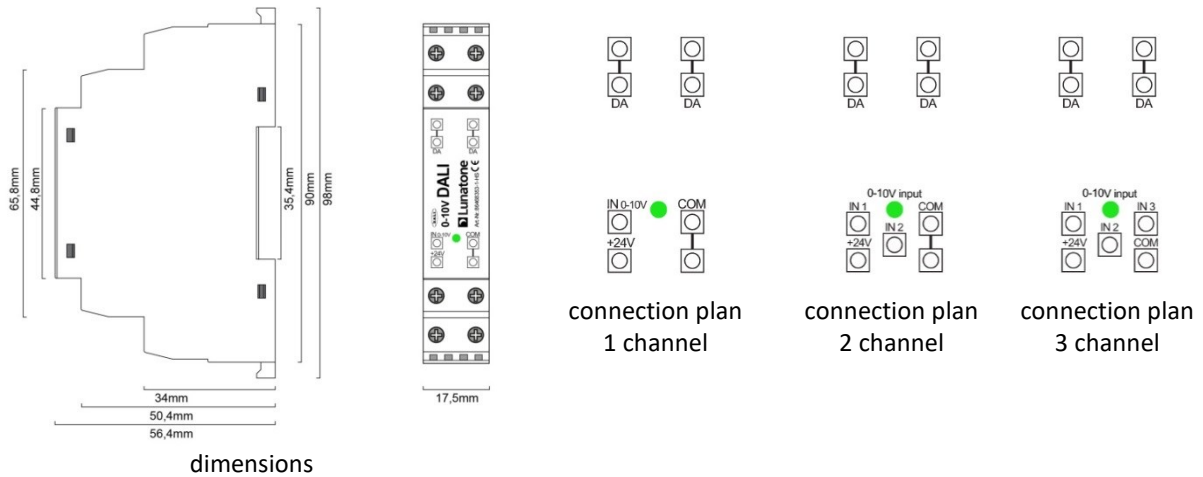 DA DA
DA DA
DA DA
DA DA
0-10V DALI
Lunatone
CE
IN 0-10V COM
+24V
65,8mm
44,8mm
35,4mm
90mm
98mm
34mm
50,4mm
56,4mm
17,5mm
dimensions
IN 0-10V COM
+24V
connection plan
1 channel
0-10V input
IN 1 COM
IN 2
+24V
connection plan
2 channel
0-10V input
IN 1 IN 3
IN 2
+24V COM
connection plan
3 channel